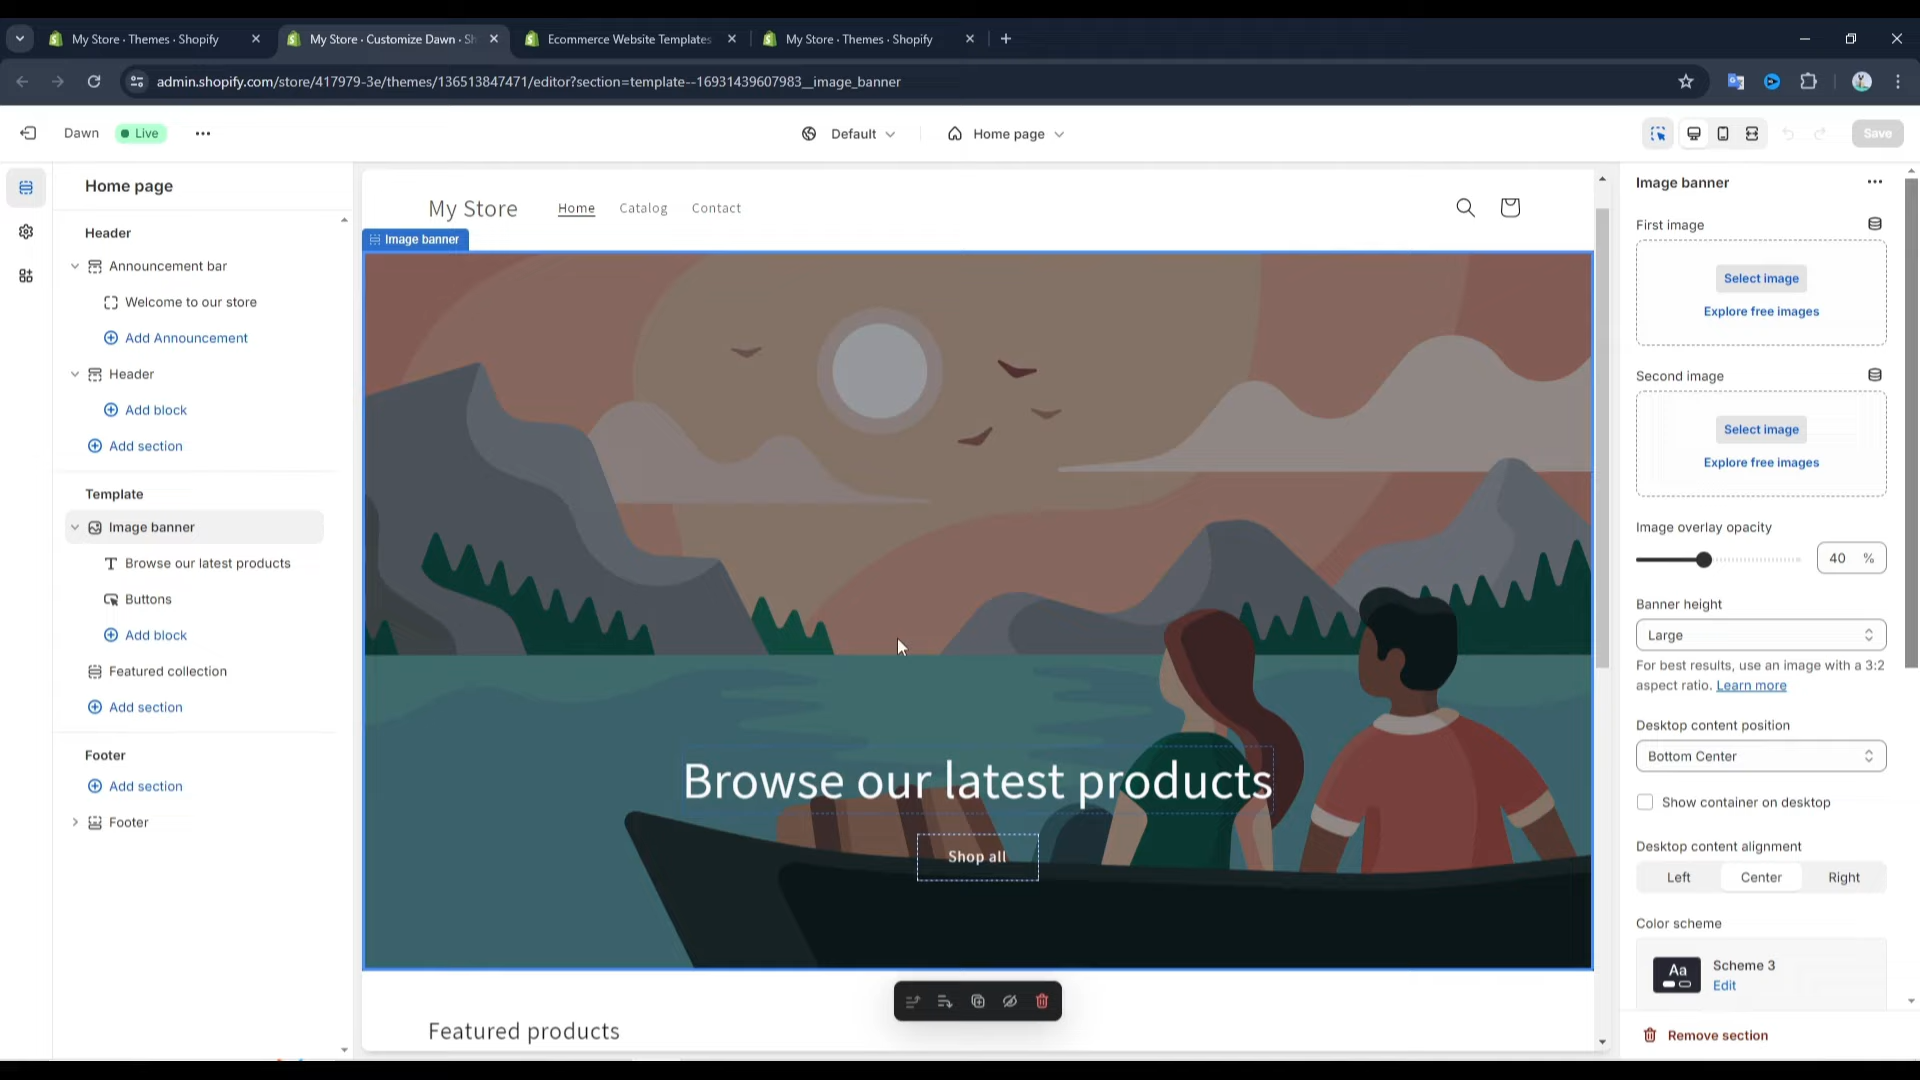 My Store · Themes · Shopify
My Store · Customize Dawn · Sh
Ecommerce Website Templates
My Store · Themes · Shopify
admin.shopify.com/store/417979-3e/themes/136513847471/editor?section=template--16931439607983__image_banner
Dawn
Live
Default
Home page
Save
Home page
Header
Announcement bar
Welcome to our store
Add Announcement
Header
Add block
Add section
Template
Image banner
Browse our latest products
Buttons
Add block
Featured collection
Add section
Footer
Add section
Footer
My Store
Home
Catalog
Contact
Image banner
Browse our latest products
Shop all
Featured products
Image banner
First image
Select image
Explore free images
Second image
Select image
Explore free images
Image overlay opacity
40 %
Banner height
Large
For best results, use an image with a 3:2
aspect ratio. Learn more
Desktop content position
Bottom Center
Show container on desktop
Desktop content alignment
Left Center Right
Color scheme
Aa
Scheme 3
Edit
Remove section